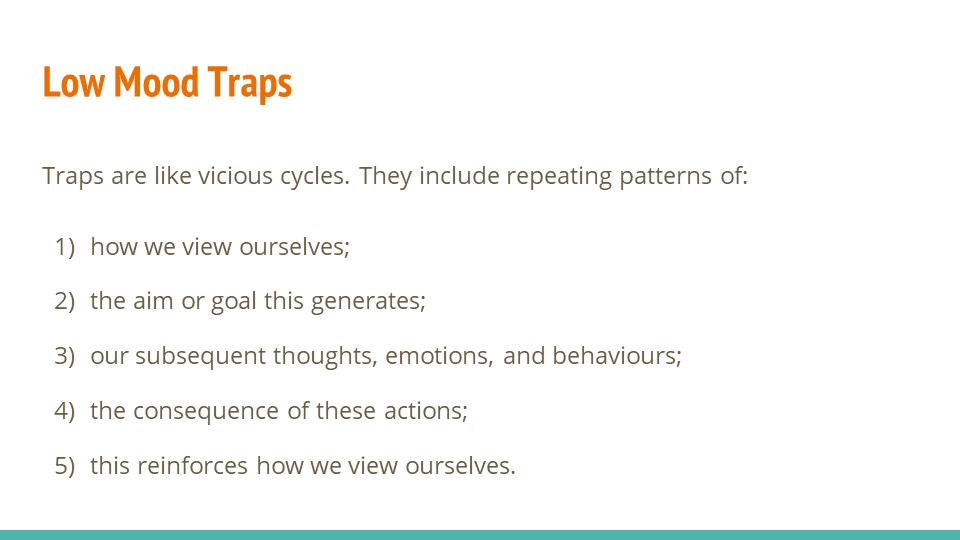 Low Mood Traps
Traps are like vicious cycles. They include repeating patterns of:
1) how we view ourselves;
2) the aim or goal this generates;
3) our subsequent thoughts, emotions, and behaviours;
4) the consequence of these actions;
5) this reinforces how we view ourselves.